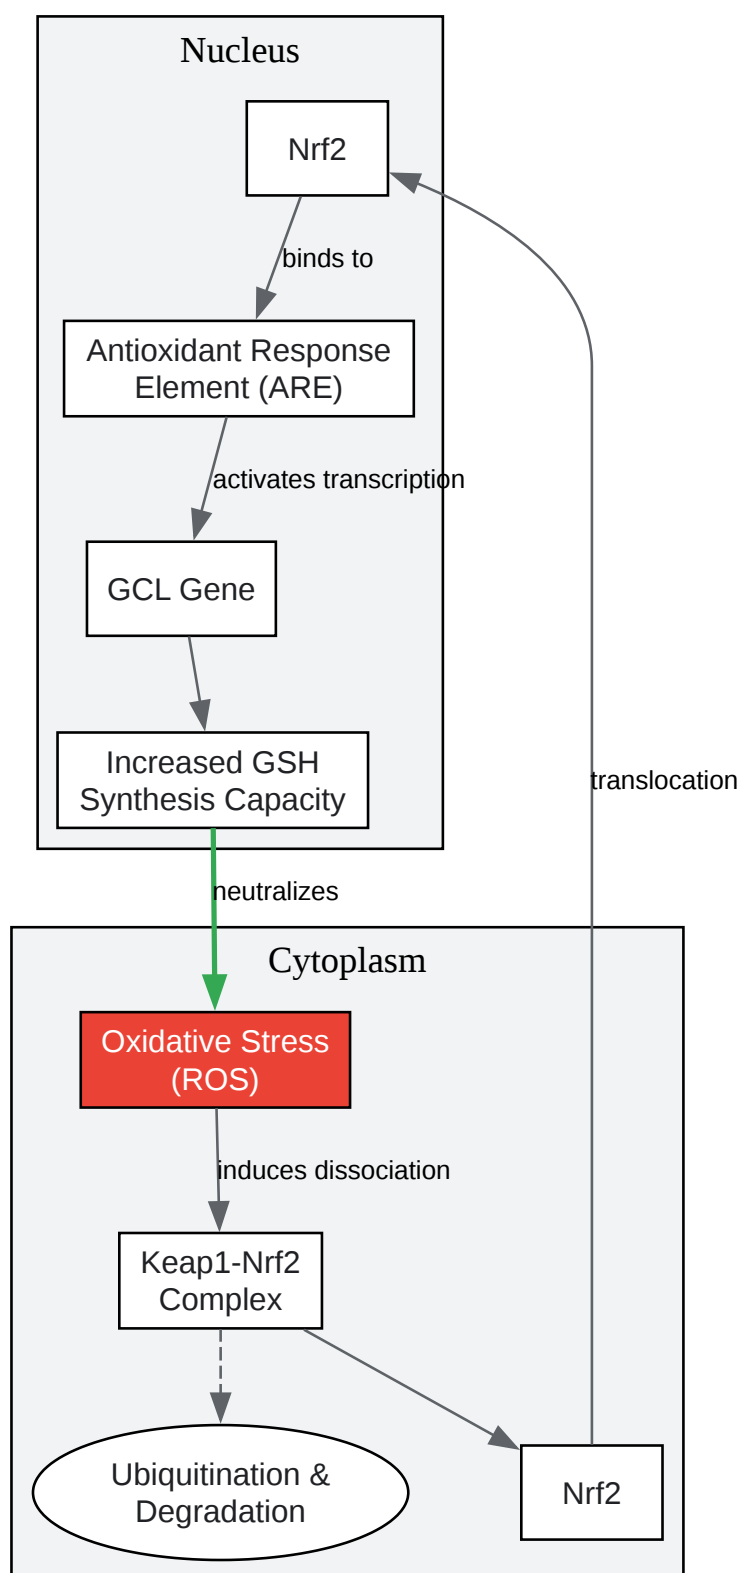 Nucleus
Nrf2
binds to
Antioxidant Response
Element (ARE)
activates transcription
GCL Gene
Increased GSH
Synthesis Capacity
translocation
neutralizes
Cytoplasm
Oxidative Stress
(ROS)
induces dissociation
Keap1-Nrf2
Complex
Ubiquitination &
Degradation
Nrf2